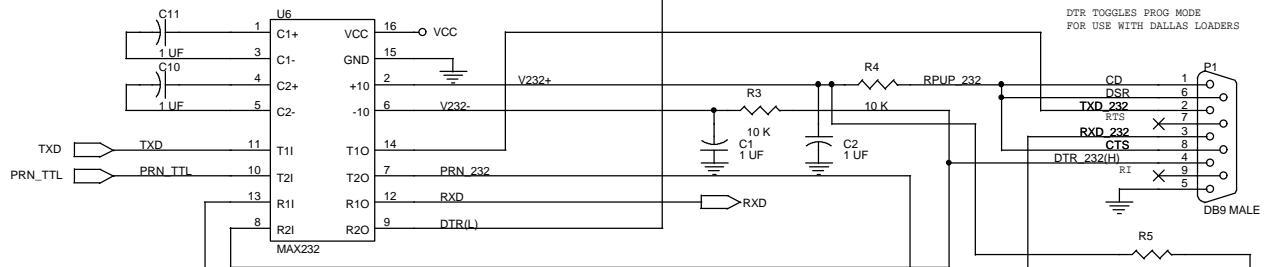 DTR TOGGLES PROG MODE
FOR USE WITH DALLAS LOADERS
C11
U6
1 C1+ VCC 16 VCC
3 C1- GND 15
1 UF
C10
4 C2+ +10 2 V232+ R4 RPUP_232 CD 1 P1
DSR 6
5 C2- -10 6 V232- R3 10 K TXD_232 2
1 UF
RTS 7
10 K
RXD_232 3
C1
1 UF
C2
1 UF
TXD TXD 11 T1I T1O 14 CTS 8
DTR_232(H) 4
PRN_TTL PRN_TTL 10 T2I T2O 7 PRN_232 RI 9
5
13 R1I R1O 12 RXD RXD
DB9 MALE
8 R2I R2O 9 DTR(L)
R5
MAX232